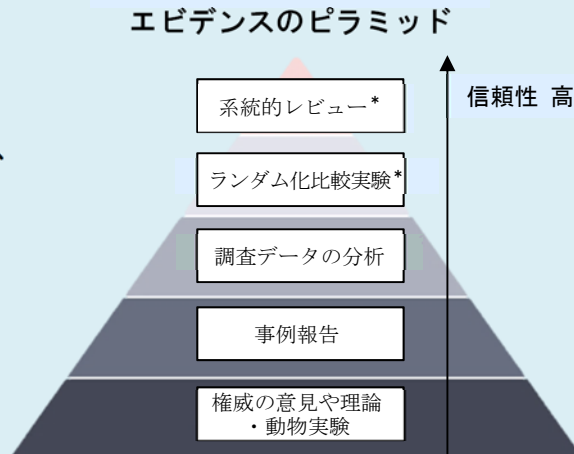 エビデンスのピラミッド
信頼性 高
系統的レビュー*
ランダム化比較実験*
調査データの分析
事例報告
権威の意見や理論
・動物実験